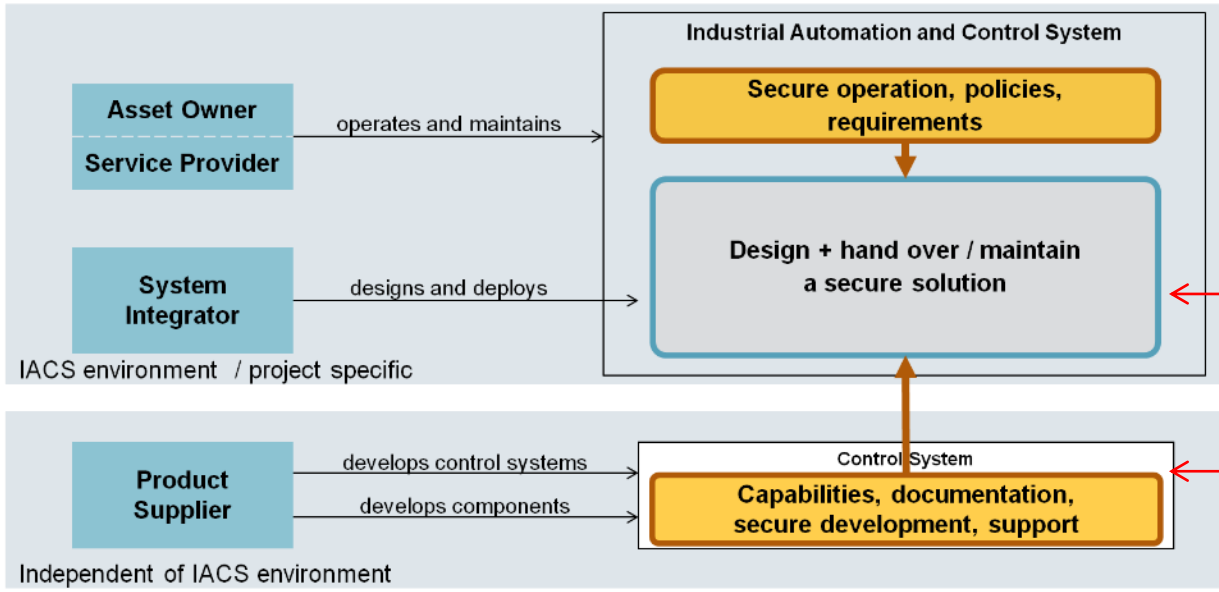 Industrial Automation and Control System
Secure operation, policies,
requirements
Asset Owner
Service Provider
operates and maintains
Design + hand over / maintain
a secure solution
System
Integrator
designs and deploys
IACS environment / project specific
Product
Supplier
develops control systems
develops components
Control System
Capabilities, documentation,
secure development, support
Independent of IACS environment